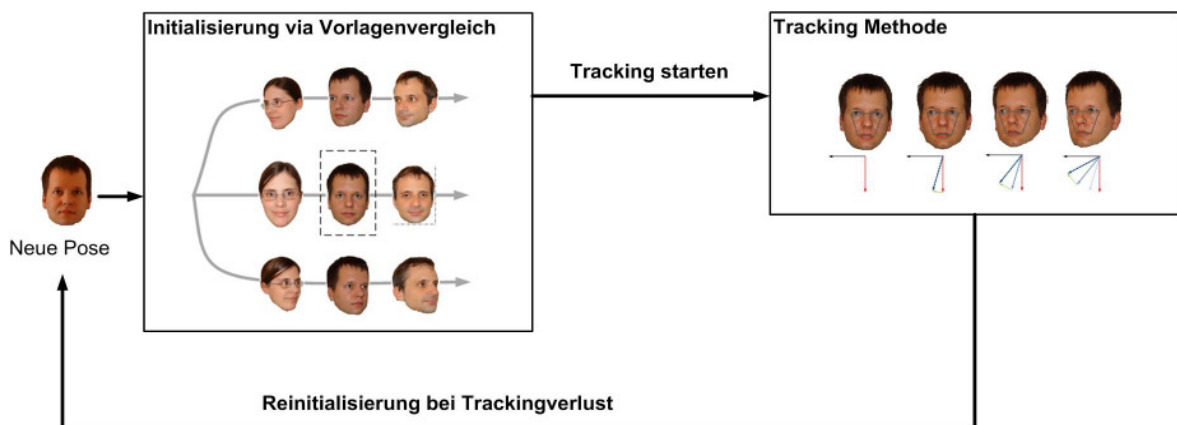 Initialisierung via Vorlagenvergleich
Tracking starten
Tracking Methode
Neue Pose
Reinitialisierung bei Trackingverlust